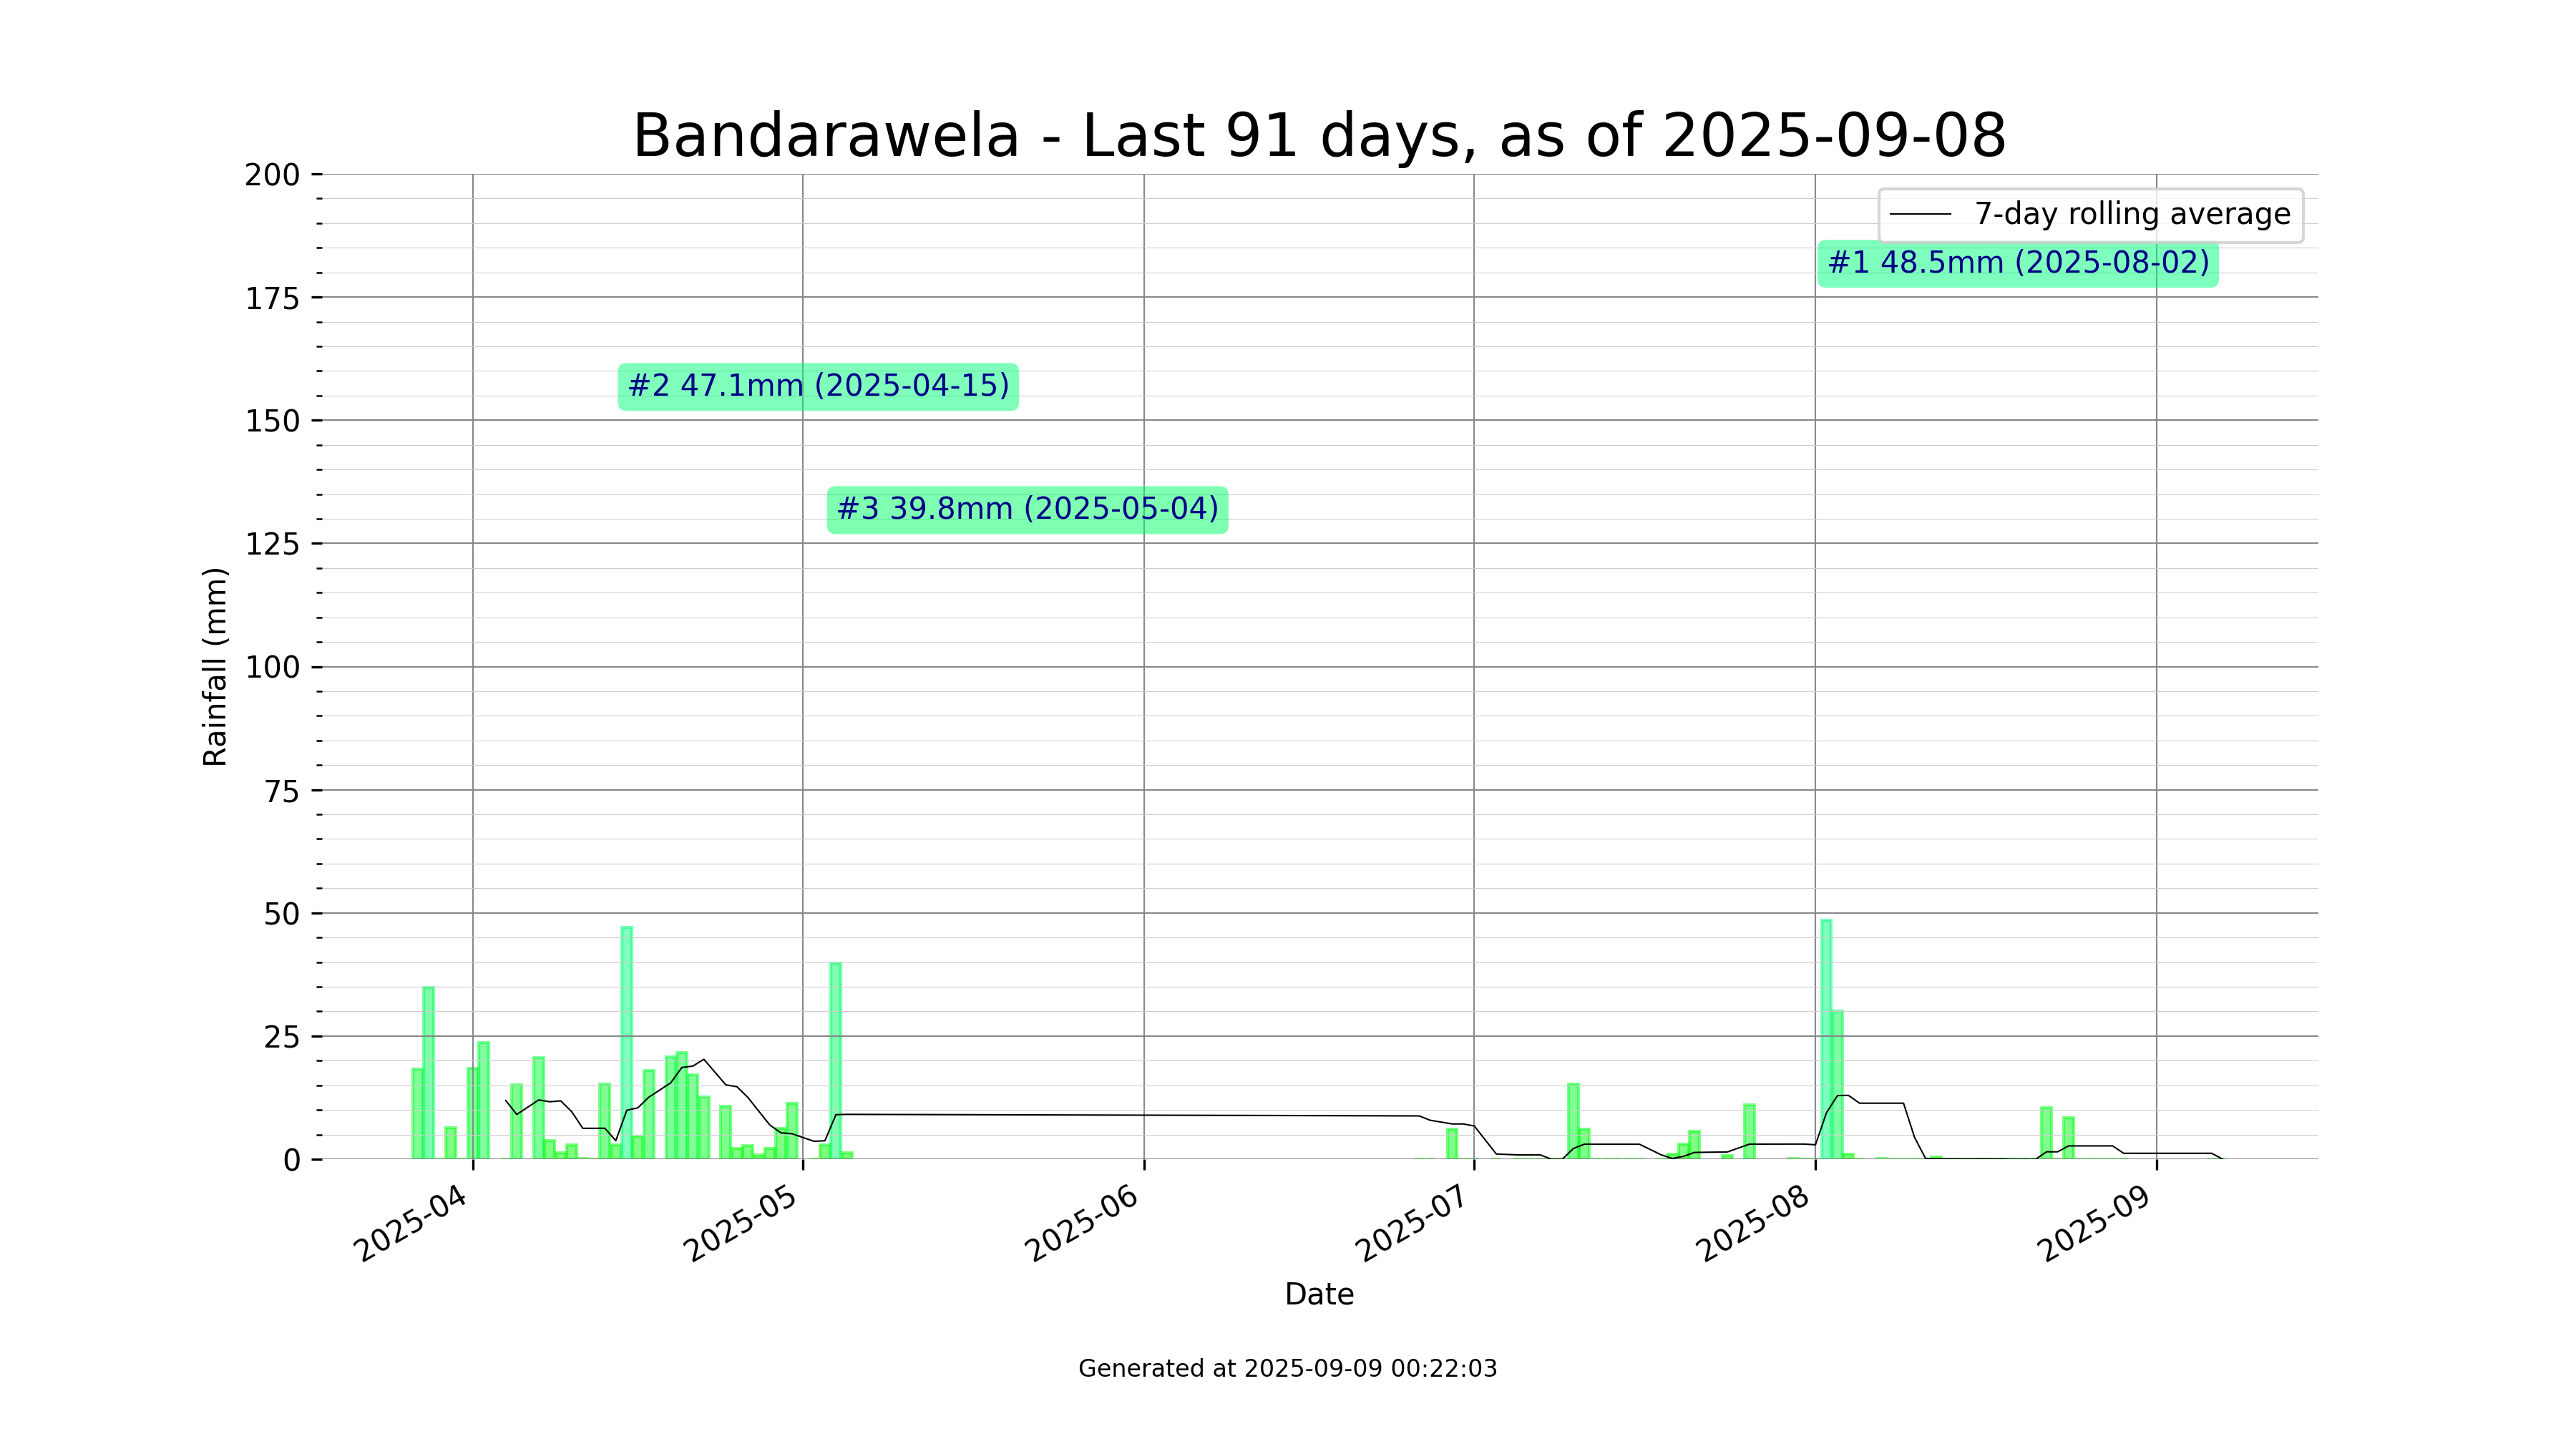 Bandarawela - Last 91 days, as of 2025-09-08
200
175
150
125
100
75
50
25
0
Rainfall (mm)
7-day rolling average
#1 48.5mm (2025-08-02)
#2 47.1mm (2025-04-15)
#3 39.8mm (2025-05-04)
2025-04
2025-05
2025-06
2025-07
2025-08
2025-09
Date
Generated at 2025-09-09 00:22:03